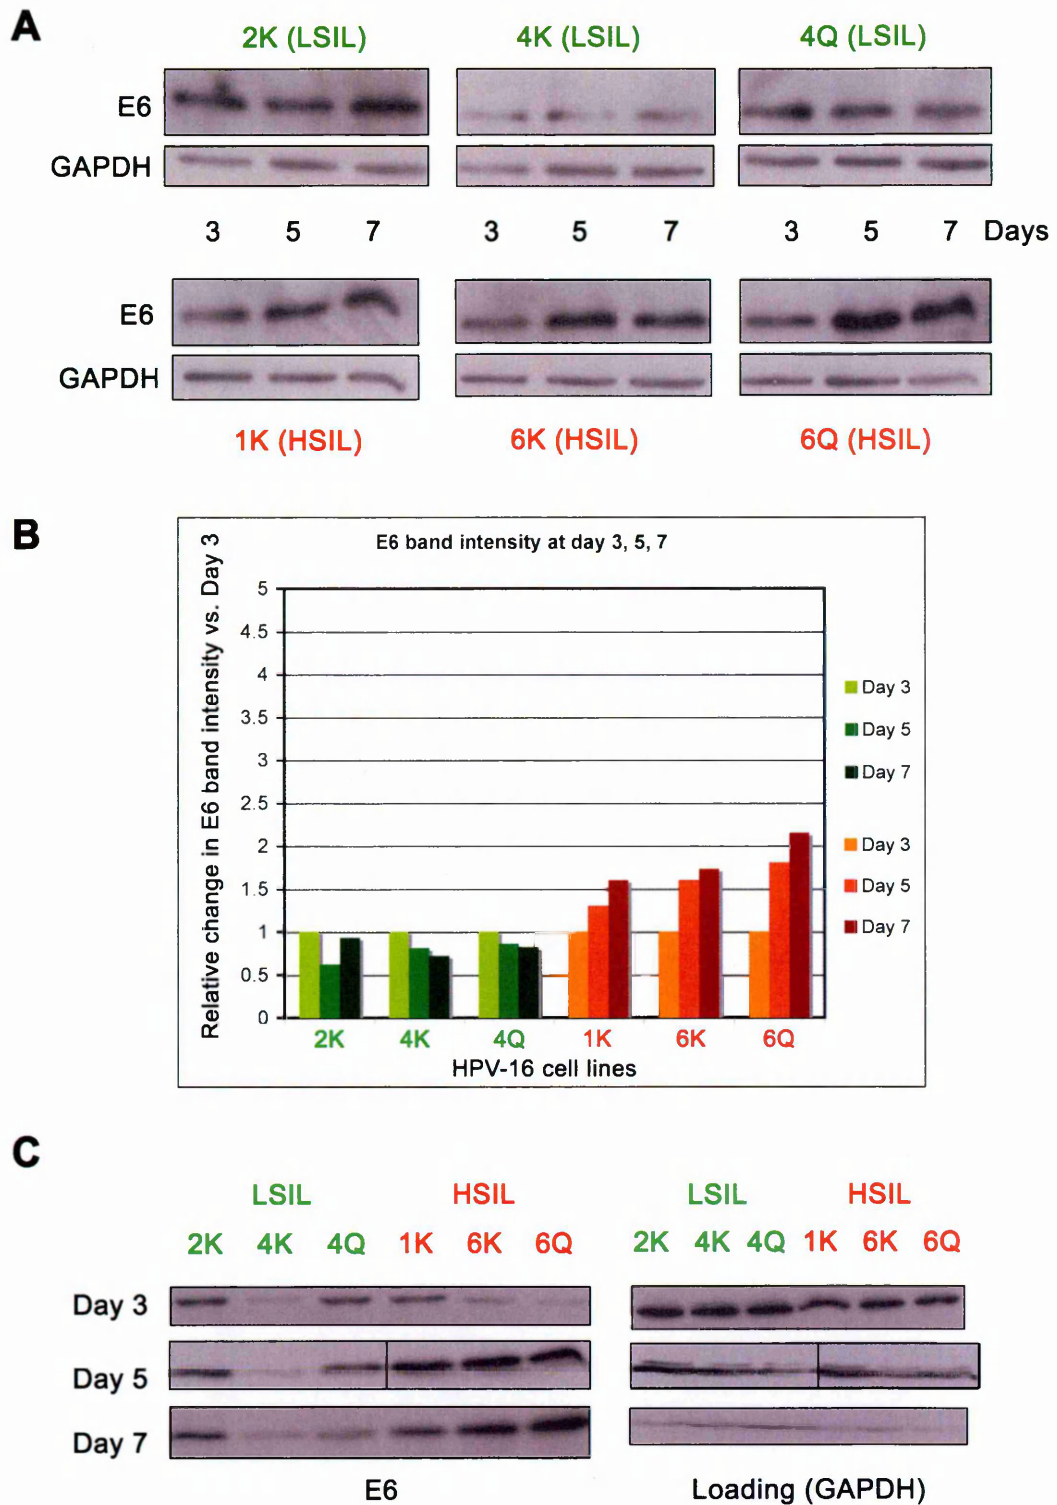 A
2K (LSIL) 4K (LSIL) 4Q (LSIL)
E6
GAPDH
3 5 7 3 5 7 3 5 7 Days
E6
GAPDH
1K (HSIL) 6K (HSIL) 6Q (HSIL)
B
E6 band intensity at day 3, 5, 7
Relative change in E6 band intensity vs. Day 3
5
4.5
4
3.5
3
2.5
2
1.5
1
0.5
0
2K 4K 4Q 1K 6K 6Q
HPV-16 cell lines
Day 3
Day 5
Day 7
Day 3
Day 5
Day 7
C
LSIL HSIL LSIL HSIL
2K 4K 4Q 1K 6K 6Q 2K 4K 4Q 1K 6K 6Q
Day 3
Day 5
Day 7
E6 Loading (GAPDH)